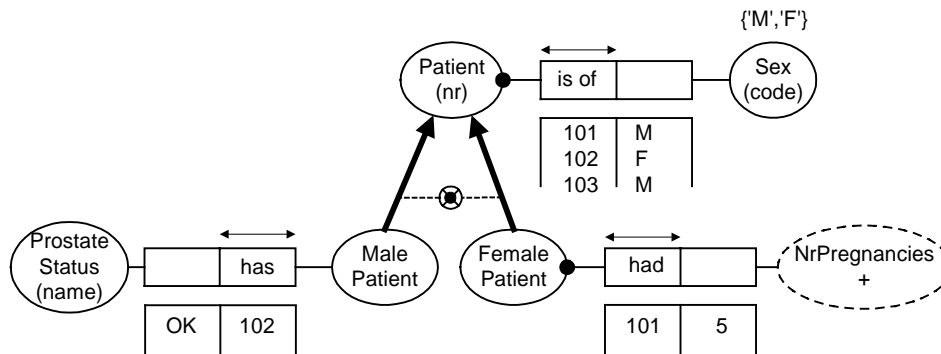 {'M','F'}
Patient
(nr)
is of
Sex
(code)
101 M
102 F
103 M
Prostate
Status
(name)
has
Male
Patient
Female
Patient
had
NrPregnancies
+
OK 102
101 5